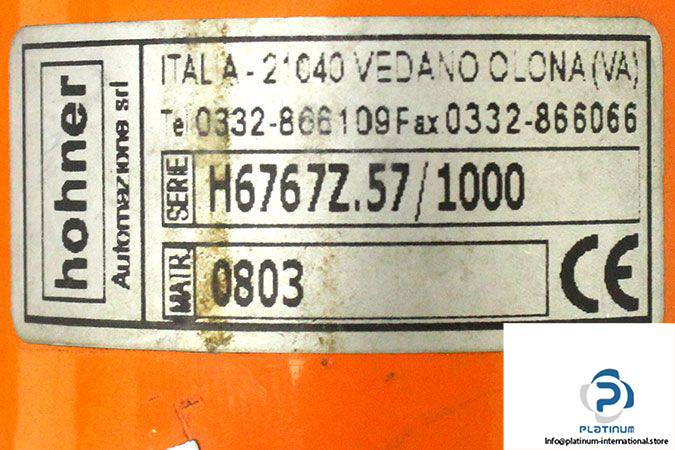 hohner
Automazione srl
ITALIA - 21040 VEDANO OLONA (VA)
Tel 0332-866109 Fax 0332-866066
SERIE H6767Z.57/1000
MATR. 0803
CE
PLATINUM
Info@platinum-international.store